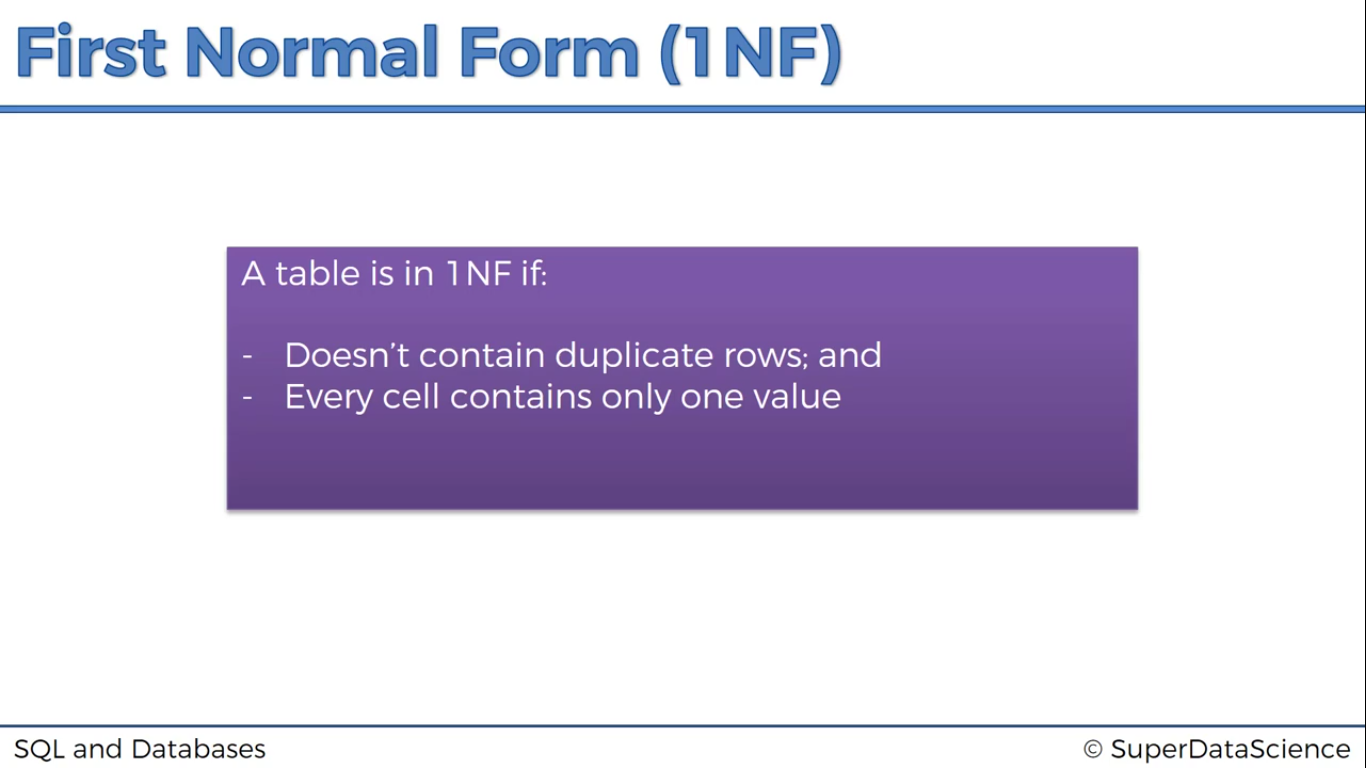 First Normal Form (1NF)
A table is in 1NF if:
- Doesn’t contain duplicate rows; and
- Every cell contains only one value
SQL and Databases
© SuperDataScience